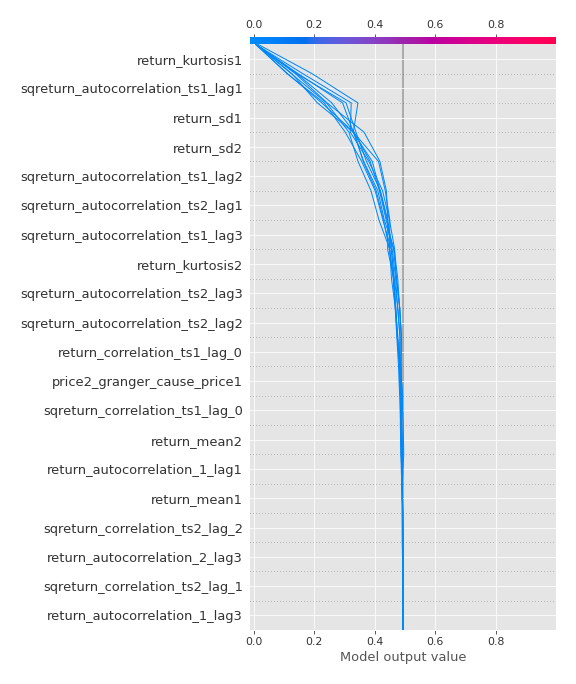 0.0 0.2 0.4 0.6 0.8
return_kurtosis1
sqreturn_autocorrelation_ts1_lag1
return_sd1
return_sd2
sqreturn_autocorrelation_ts1_lag2
sqreturn_autocorrelation_ts2_lag1
sqreturn_autocorrelation_ts1_lag3
return_kurtosis2
sqreturn_autocorrelation_ts2_lag3
sqreturn_autocorrelation_ts2_lag2
return_correlation_ts1_lag_0
price2_granger_cause_price1
sqreturn_correlation_ts1_lag_0
return_mean2
return_autocorrelation_1_lag1
return_mean1
sqreturn_correlation_ts2_lag_2
return_autocorrelation_2_lag3
sqreturn_correlation_ts2_lag_1
return_autocorrelation_1_lag3
0.0 0.2 0.4 0.6 0.8
Model output value